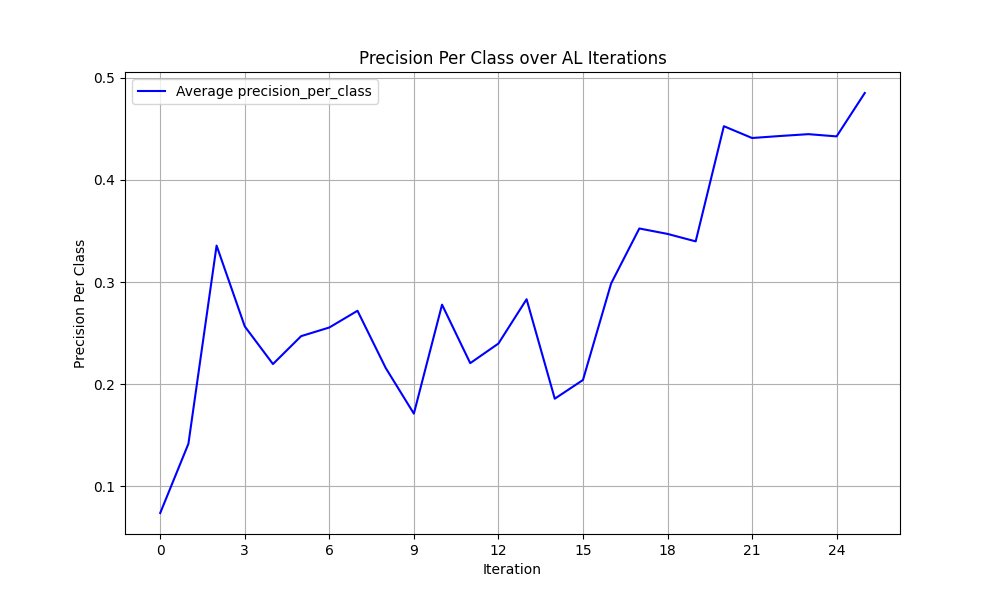 Precision Per Class over AL Iterations
Average precision_per_class
Precision Per Class
0.5
0.4
0.3
0.2
0.1
0 3 6 9 12 15 18 21 24
Iteration